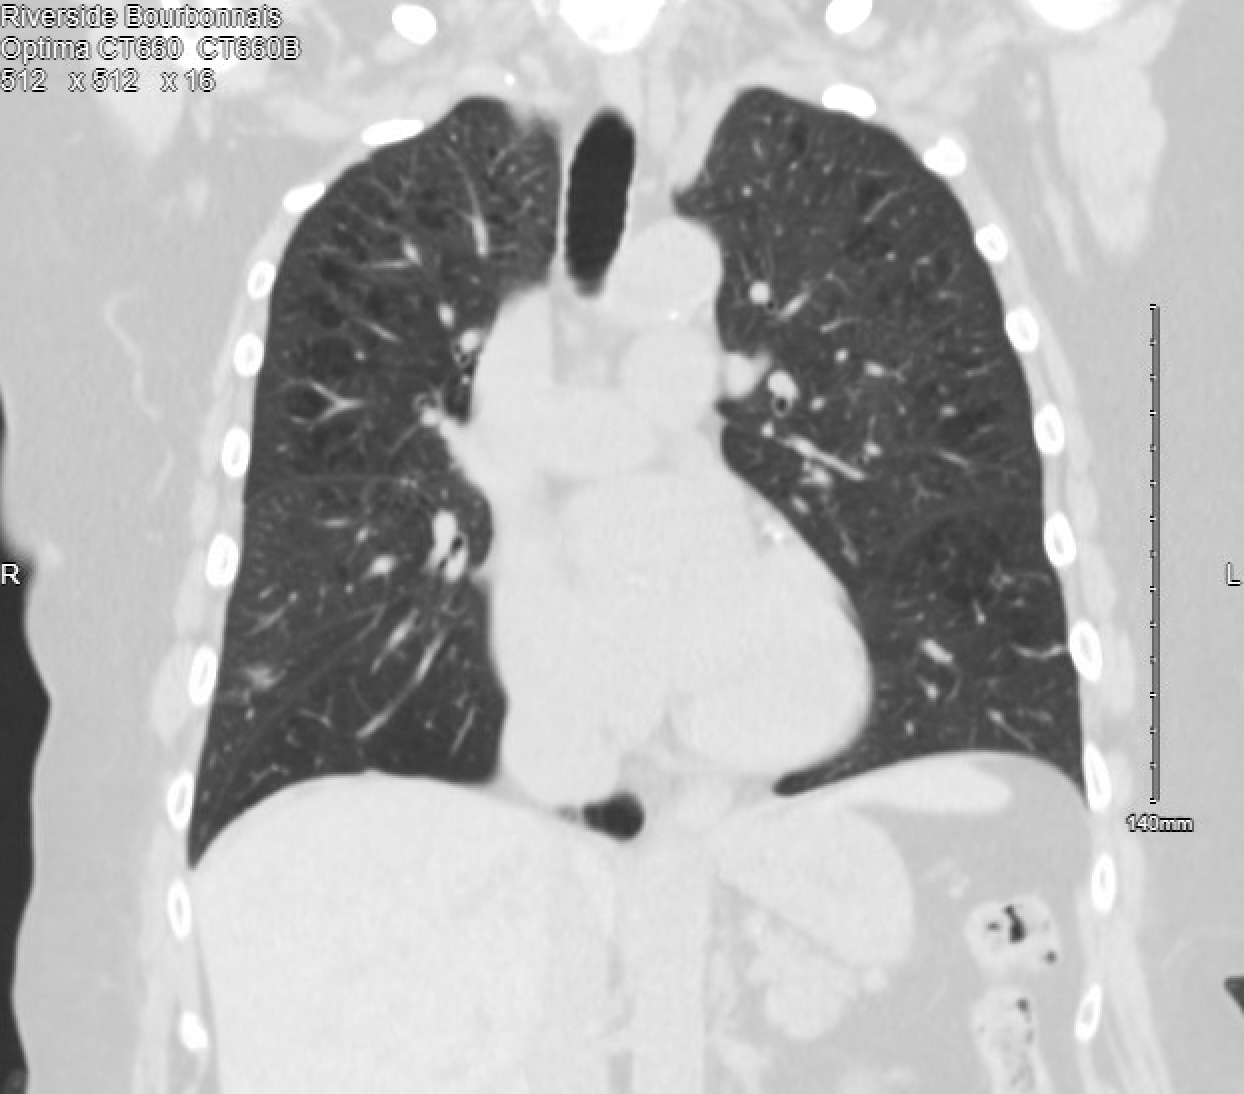 Riverside Bourbonnais
Optima CT660 CT660B
512 x 512 x 16
R
L
140mm